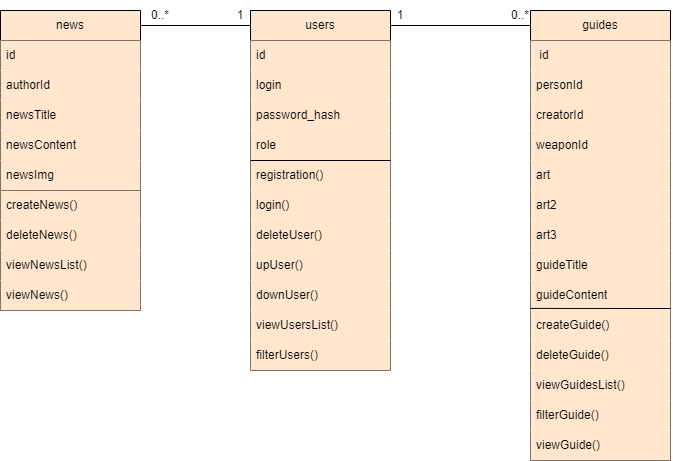 news
0..*
1
users
1
0..*
guides
id
authorId
newsTitle
newsContent
newsImg
createNews()
deleteNews()
viewNewsList()
viewNews()
id
login
password_hash
role
registration()
login()
deleteUser()
upUser()
downUser()
viewUsersList()
filterUsers()
id
personId
creatorId
weaponId
art
art2
art3
guideTitle
guideContent
createGuide()
deleteGuide()
viewGuidesList()
filterGuide()
viewGuide()